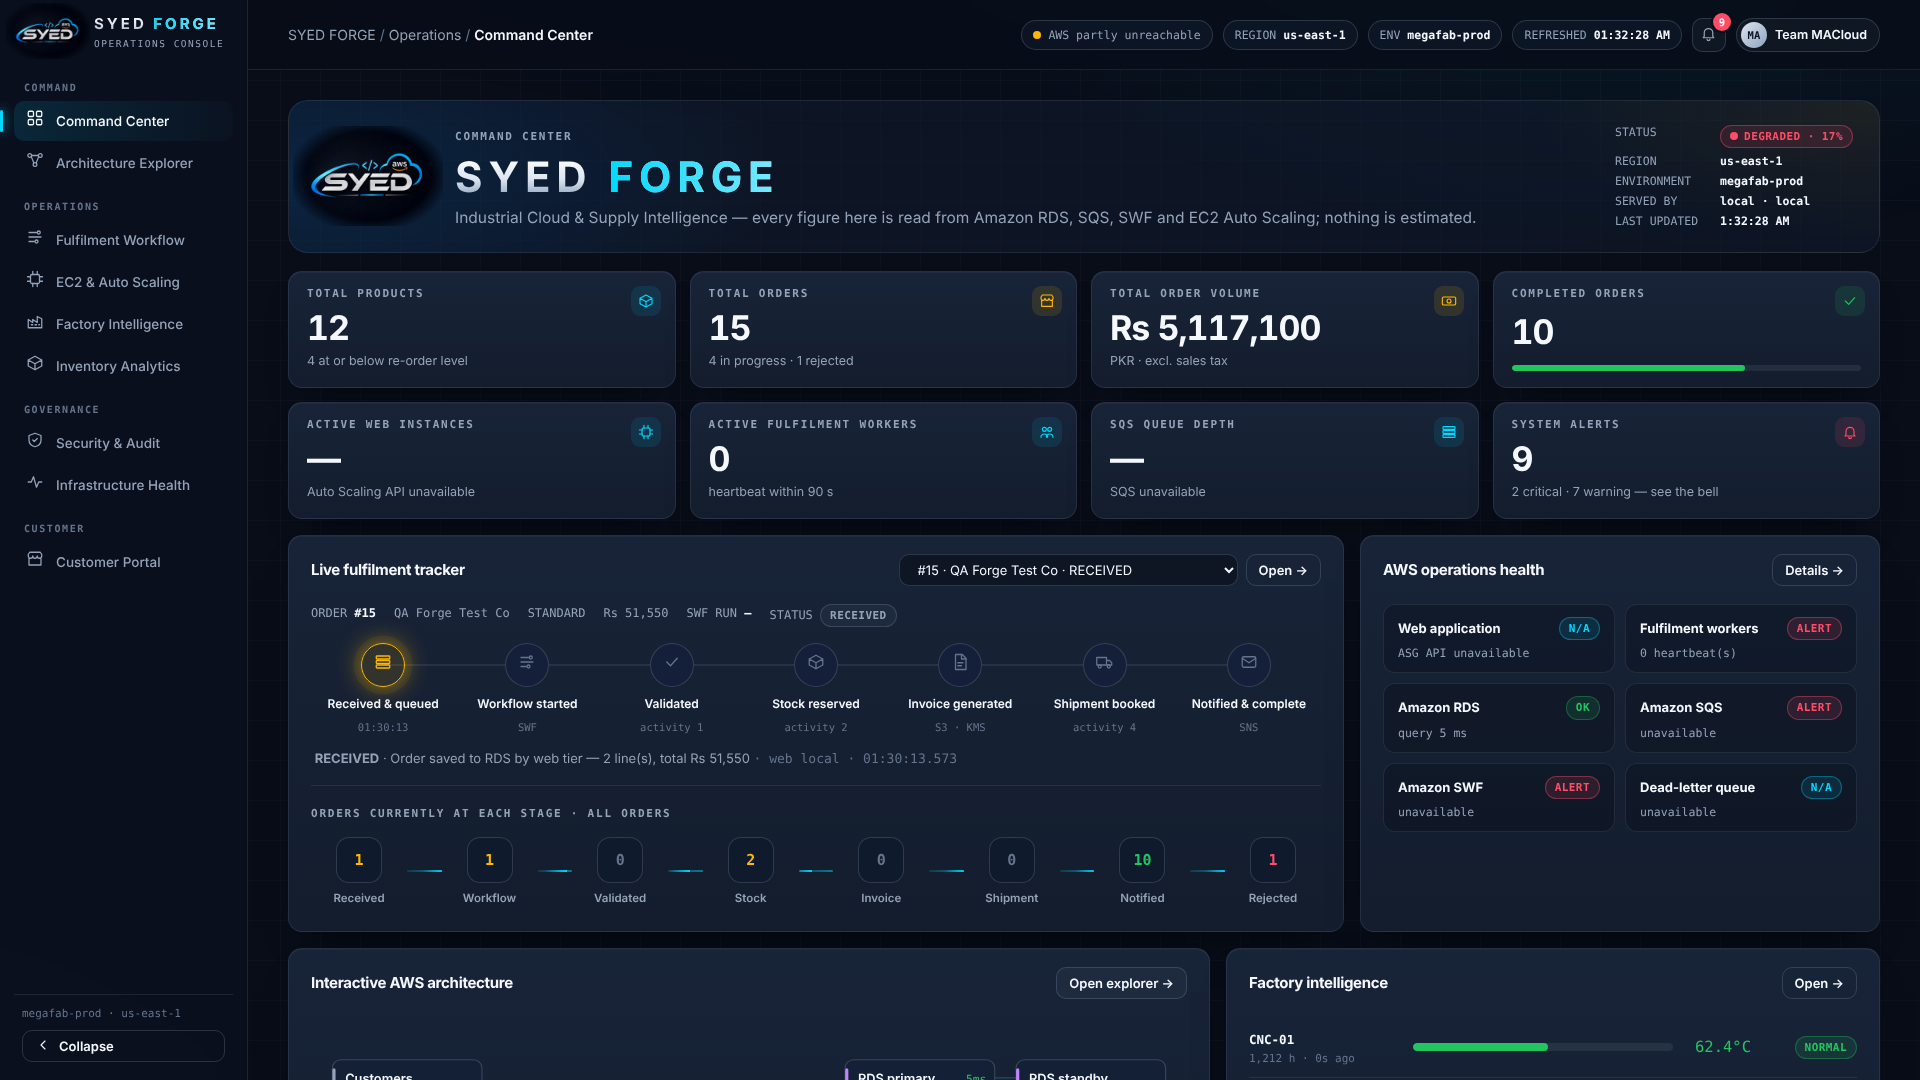 SYED FORGE
OPERATIONS CONSOLE
COMMAND
Command Center
Architecture Explorer
OPERATIONS
Fulfilment Workflow
EC2 & Auto Scaling
Factory Intelligence
Inventory Analytics
GOVERNANCE
Security & Audit
Infrastructure Health
CUSTOMER
Customer Portal
megafab-prod · us-east-1
Collapse
SYED FORGE / Operations / Command Center
AWS partly unreachable
REGION us-east-1
ENV megafab-prod
REFRESHED 01:32:28 AM
9
MA Team MACloud
</> aws
SYED
COMMAND CENTER
SYED FORGE
Industrial Cloud & Supply Intelligence — every figure here is read from Amazon RDS, SQS, SWF and EC2 Auto Scaling; nothing is estimated.
STATUS DEGRADED · 17%
REGION us-east-1
ENVIRONMENT megafab-prod
SERVED BY local · local
LAST UPDATED 1:32:28 AM
TOTAL PRODUCTS
12
4 at or below re-order level
TOTAL ORDERS
15
4 in progress · 1 rejected
TOTAL ORDER VOLUME
Rs 5,117,100
PKR · excl. sales tax
COMPLETED ORDERS
10
ACTIVE WEB INSTANCES
—
Auto Scaling API unavailable
ACTIVE FULFILMENT WORKERS
0
heartbeat within 90 s
SQS QUEUE DEPTH
—
SQS unavailable
SYSTEM ALERTS
9
2 critical · 7 warning — see the bell
Live fulfilment tracker
#15 · QA Forge Test Co · RECEIVED
Open →
ORDER #15 QA Forge Test Co STANDARD Rs 51,550 SWF RUN — STATUS RECEIVED
Received & queued
01:30:13
Workflow started
SWF
Validated
activity 1
Stock reserved
activity 2
Invoice generated
S3 · KMS
Shipment booked
activity 4
Notified & complete
SNS
RECEIVED · Order saved to RDS by web tier — 2 line(s), total Rs 51,550 · web local · 01:30:13.573
ORDERS CURRENTLY AT EACH STAGE · ALL ORDERS
1
Received
1
Workflow
0
Validated
2
Stock
0
Invoice
0
Shipment
10
Notified
1
Rejected
AWS operations health
Details →
Web application N/A
ASG API unavailable
Fulfilment workers ALERT
0 heartbeat(s)
Amazon RDS OK
query 5 ms
Amazon SQS ALERT
unavailable
Amazon SWF ALERT
unavailable
Dead-letter queue N/A
unavailable
Interactive AWS architecture
Open explorer →
Customers
RDS primary 5ms
RDS standby
Factory intelligence
Open →
CNC-01
1,212 h · 0s ago
62.4°C
NORMAL